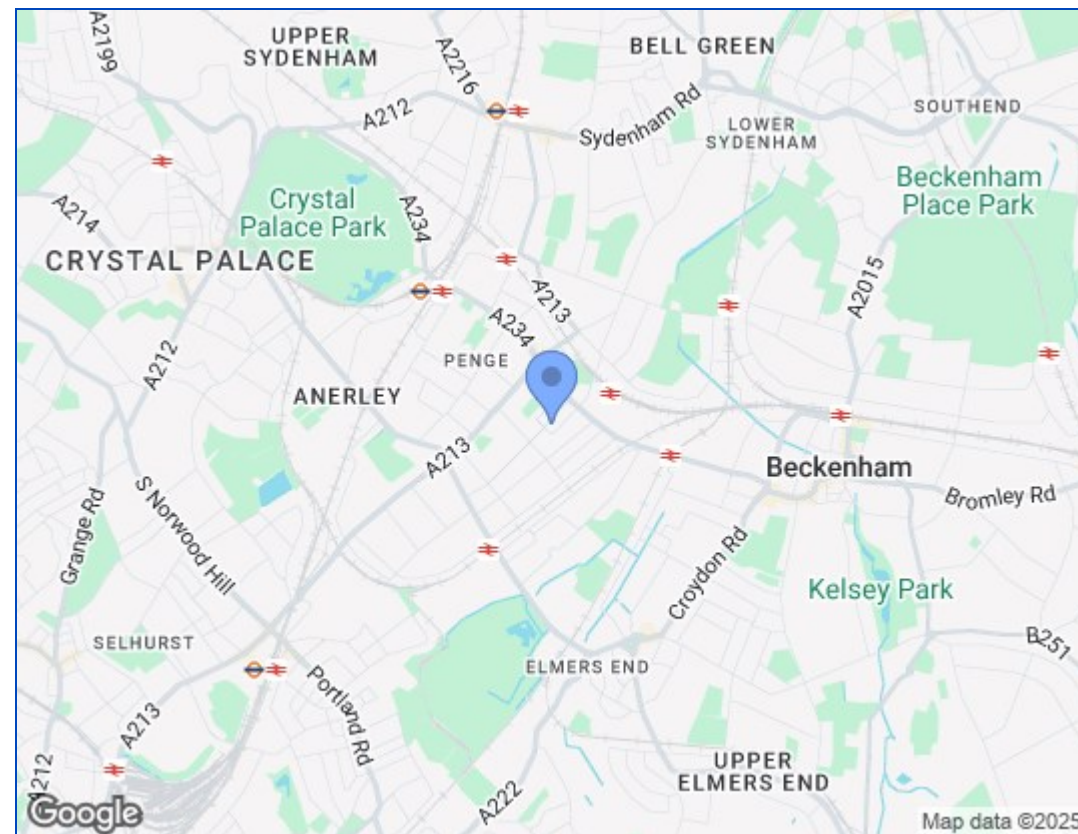 A2199
UPPER
SYDENHAM
A2216
BELL GREEN
A212
Sydenham Rd
SOUTHEND
LOWER
SYDENHAM
Crystal
Palace Park
A234
Beckenham
Place Park
A214
CRYSTAL PALACE
A213
A2015
A234
A212
PENGE
ANERLEY
A213
Beckenham
Bromley Rd
Grange Rd
S Norwood Hill
Croydon Rd
Kelsey Park
SELHURST
B251
ELMERS END
Portland Rd
A213
A212
UPPER
ELMERS END
A222
Google
Map data ©2025